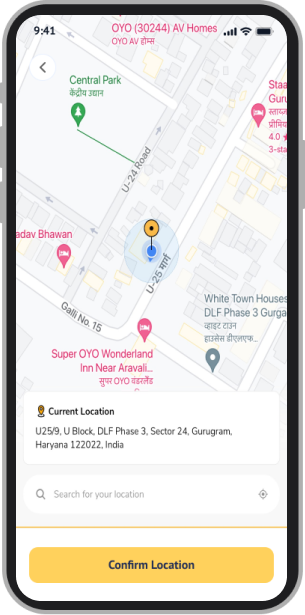 9:41
OYO (30244) AV Homes
OYO AV होम्स
Central Park
केंद्रीय उद्यान
Staa
Guru
4.0
3-sta
U-24 Road
adav Bhawan
U-25 मार्ग
Galli No. 15
White Town Houses
DLF Phase 3 Gurga
व्हाइट टाउन
हाउसेस डीएलएफ...
Super OYO Wonderland
Inn Near Aravali...
सुपर OYO वंडरलैंड
Current Location
U25/9, U Block, DLF Phase 3, Sector 24, Gurugram,
Haryana 122022, India
Search for your location
Confirm Location